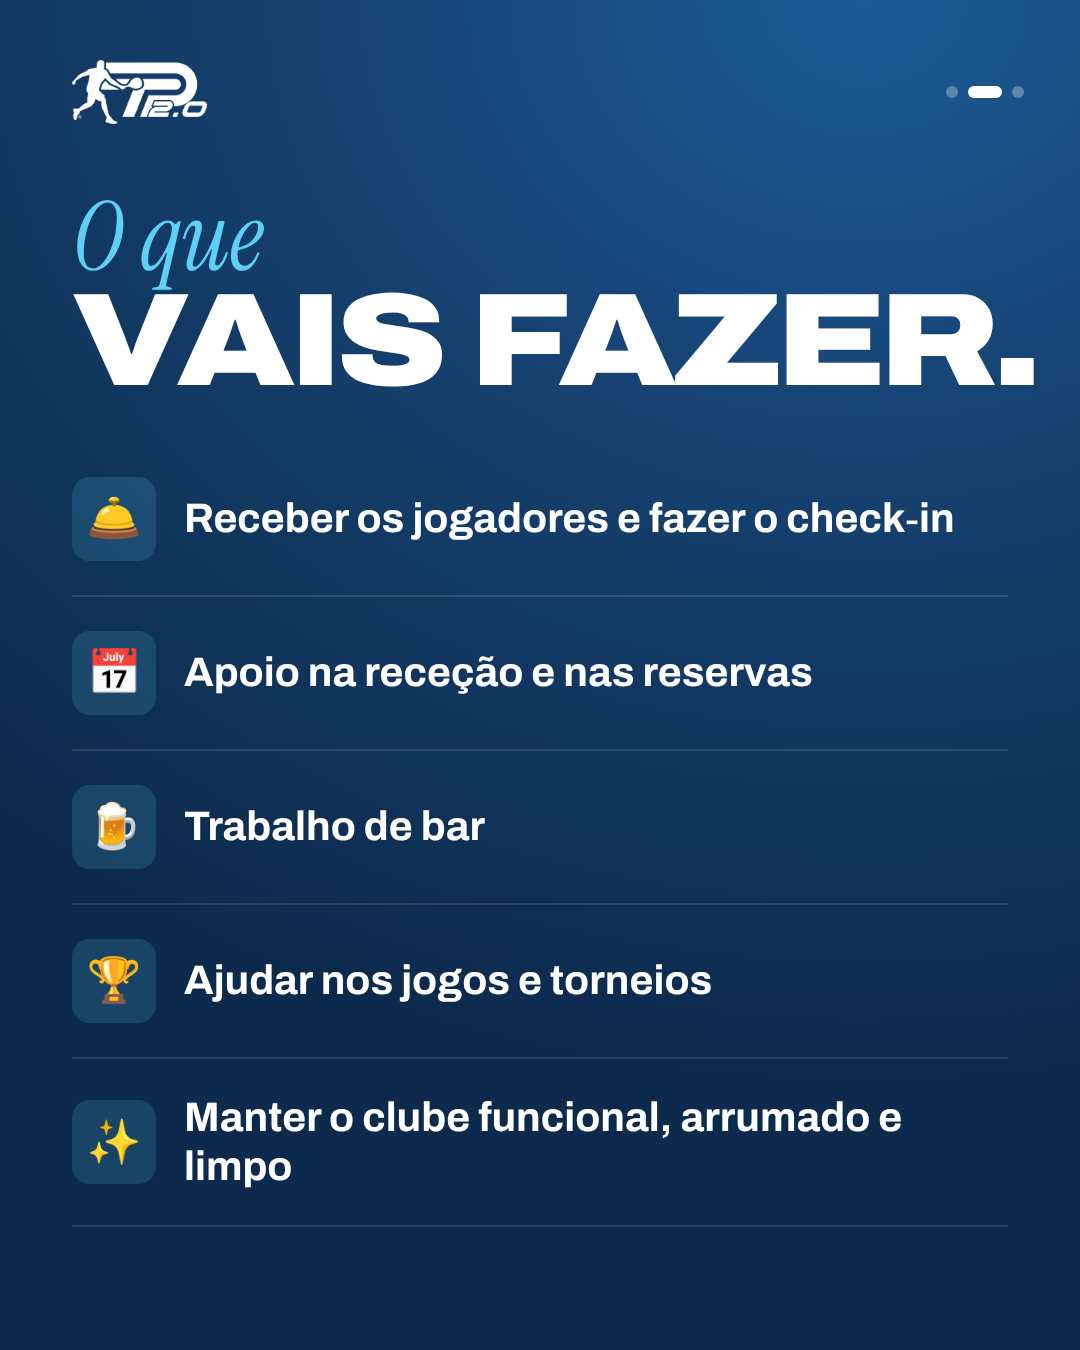 TP2.0
O que
VAIS FAZER.
Receber os jogadores e fazer o check-in
July
17
Apoio na receção e nas reservas
Trabalho de bar
Ajudar nos jogos e torneios
Manter o clube funcional, arrumado e
limpo